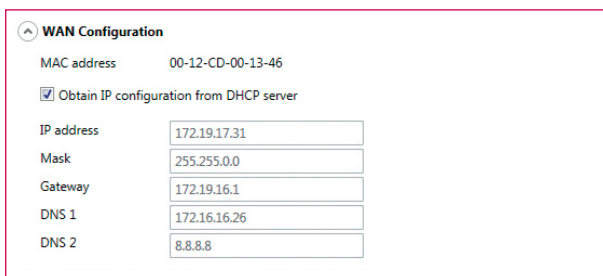 WAN Configuration
MAC address 00-12-CD-00-13-46
Obtain IP configuration from DHCP server
IP address 172.19.17.31
Mask 255.255.0.0
Gateway 172.19.16.1
DNS 1 172.16.16.26
DNS 2 8.8.8.8